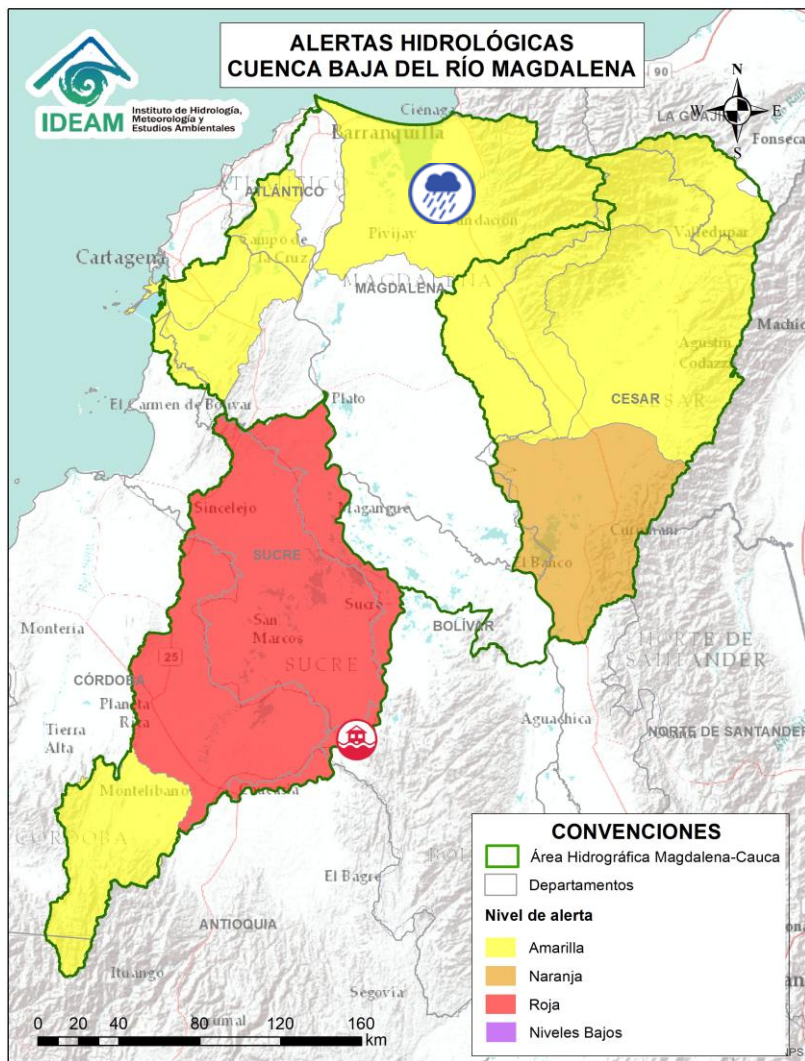 ALERTAS HIDROLÓGICAS
CUENCA BAJA DEL RÍO MAGDALENA
IDEAM
Instituto de Hidrología,
Meteorología y
Estudios Ambientales
N
W
E
S
90
LA GUAJI
Fonseca
Ciénaga
Barranquilla
ATLÁNTICO
Fundación
Pivijay
Valledupar
Campo de
la Cruz
Cartagena
MAGDALENA
MAGDALENA
Agustín
Codazzi
CESAR
El Carmen de Bolívar
Plato
Sincelejo
Magangué
SUCRE
El Banco
Sucre
San
Marcos
BOLÍVAR
Montería
SUCRE
25
NORTE DE
SANTANDER
CÓRDOBA
Planeta
Rica
Aguachica
Tierra
Alta
NORTE DE SANTANDER
Montelíbano
CÓRDOBA
El Bagre
ANTIOQUIA
Ituango
Segovia
CONVENCIONES
Área Hidrográfica Magdalena-Cauca
Departamentos
Nivel de alerta
Amarilla
Naranja
Roja
Niveles Bajos
0 20 40 80 120 160
km